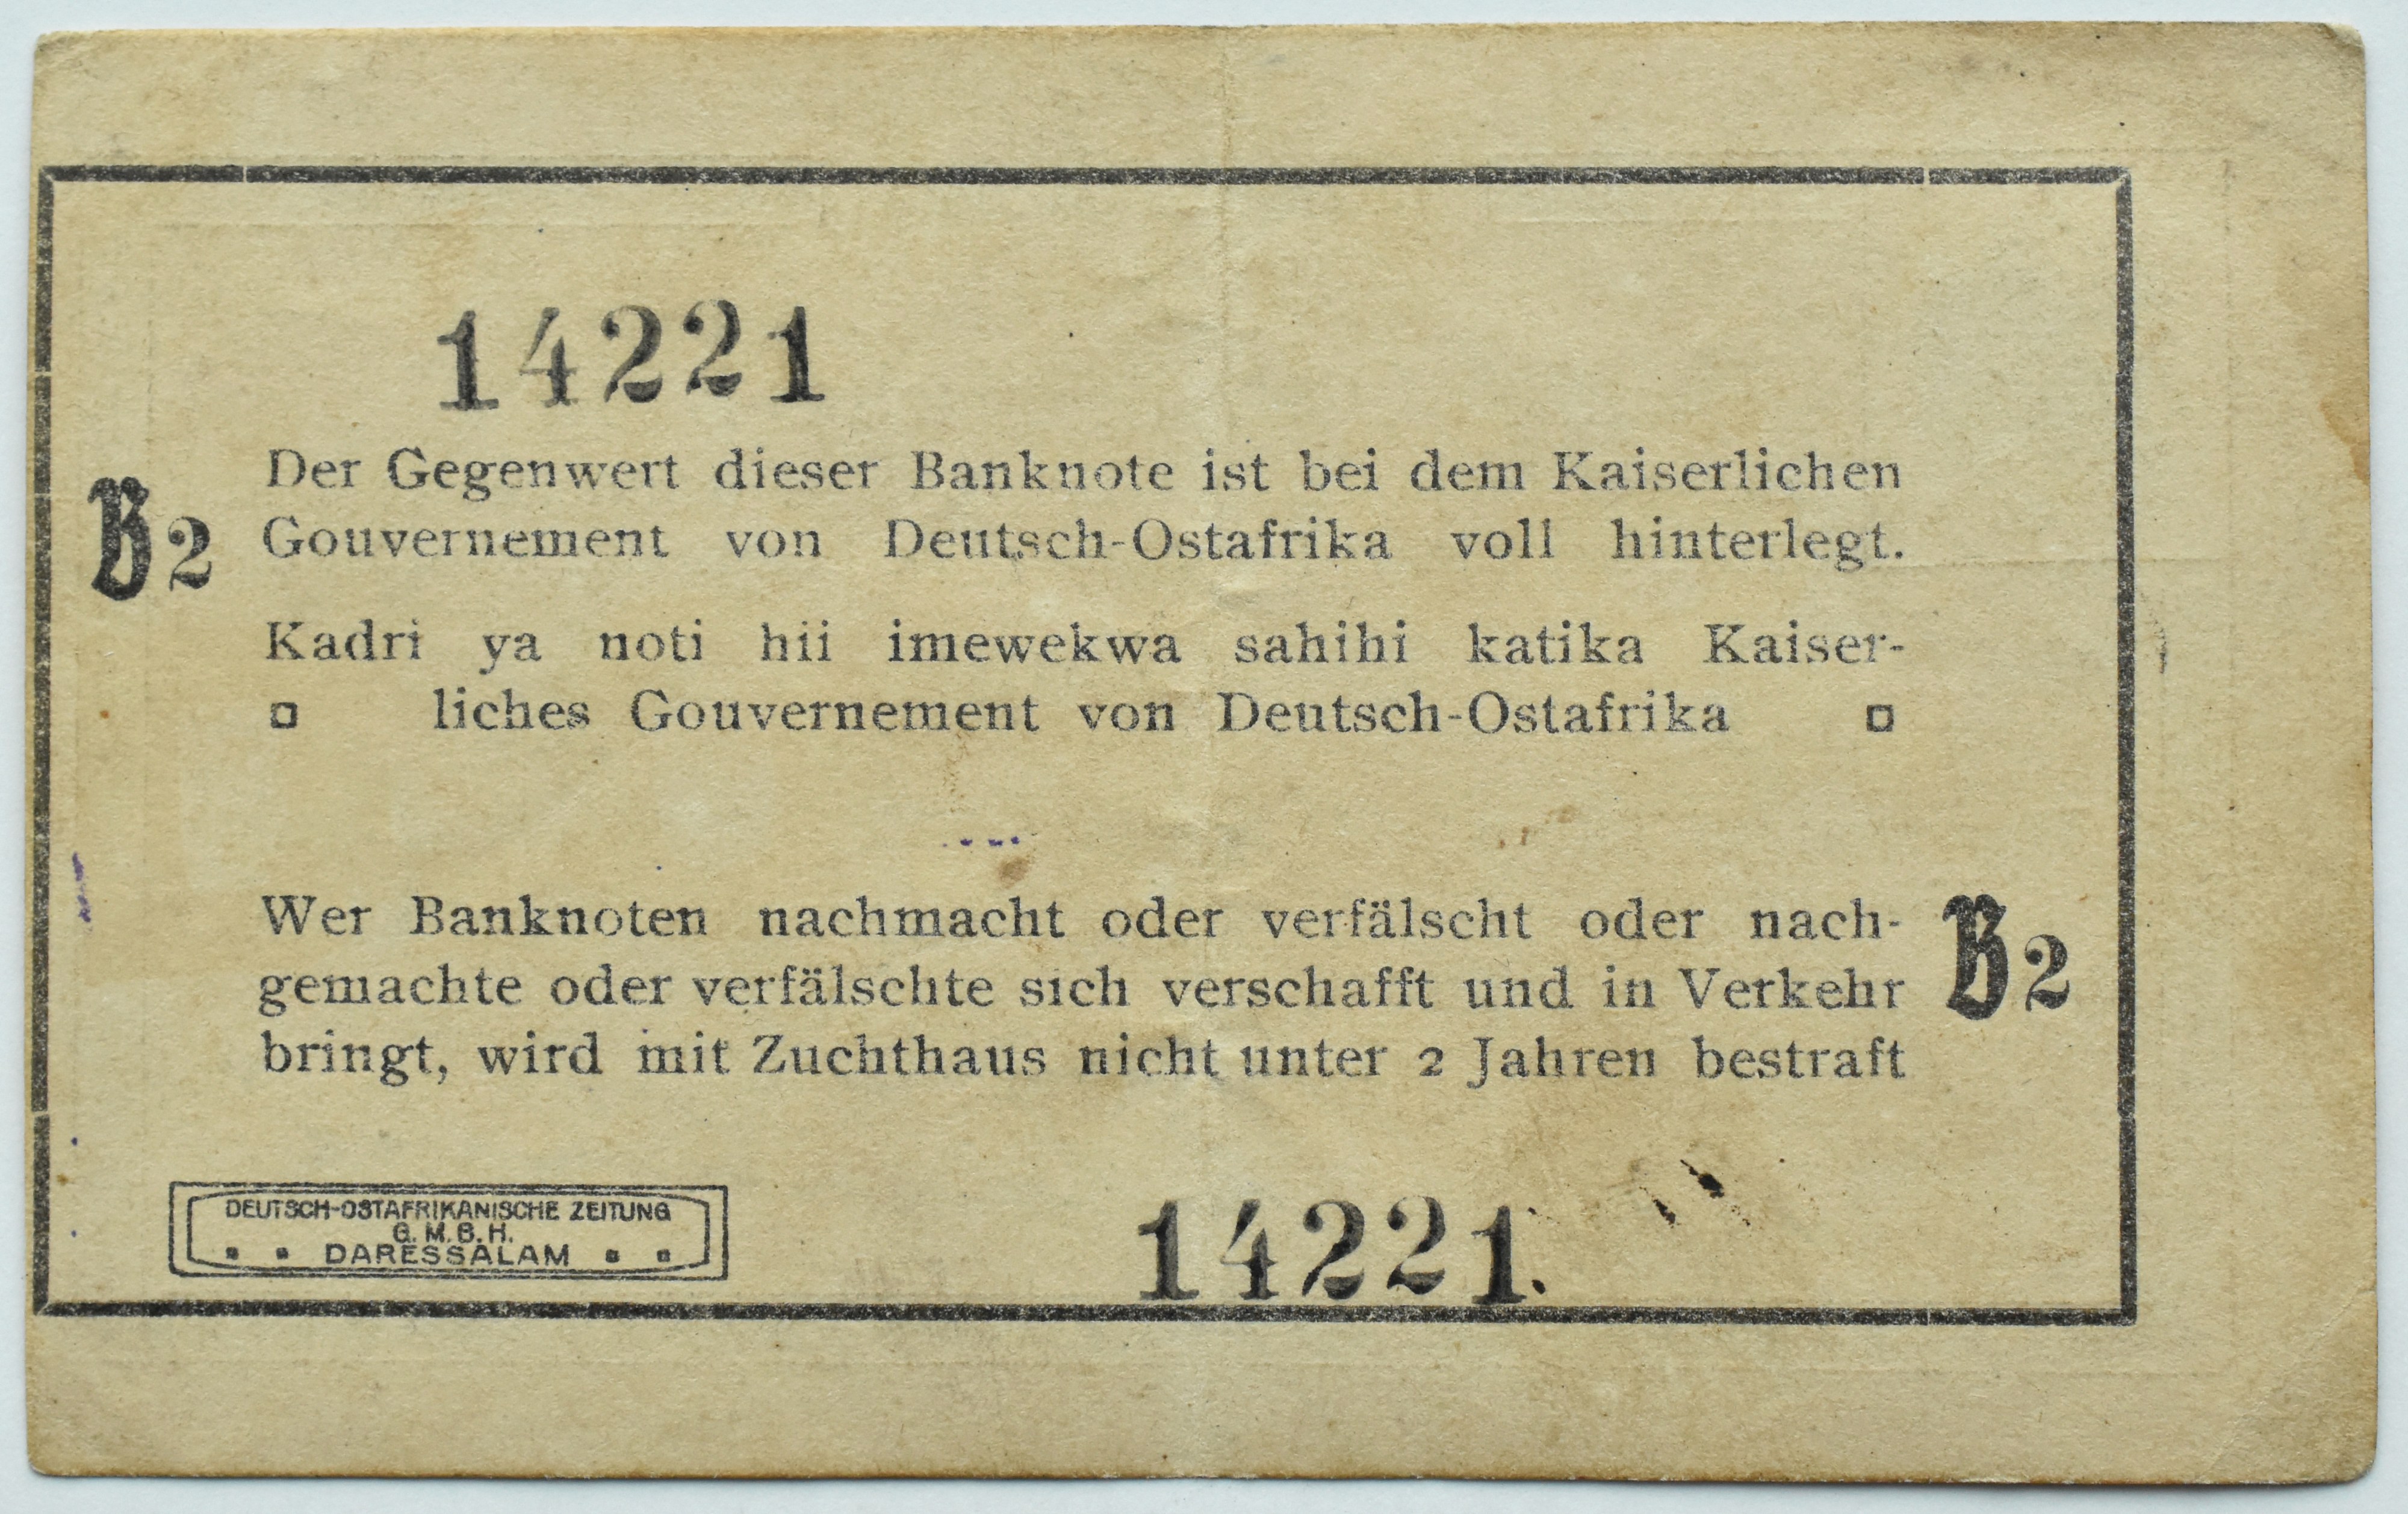 14221
Der Gegenwert dieser Banknote ist bei dem Kaiserlichen
B2 Gouvernement von Deutsch-Ostafrika voll hinterlegt.
Kadri ya noti hii imewekwa sahihi katika Kaiser-
liches Gouvernement von Deutsch-Ostafrika
Wer Banknoten nachmacht oder verfälscht oder nach-
gemachte oder verfälschte sich verschafft und in Verkehr B2
bringt, wird mit Zuchthaus nicht unter 2 Jahren bestraft
DEUTSCH-OSTAFRIKANISCHE ZEITUNG
G. M. B. H.
DARESSALAM
14221.